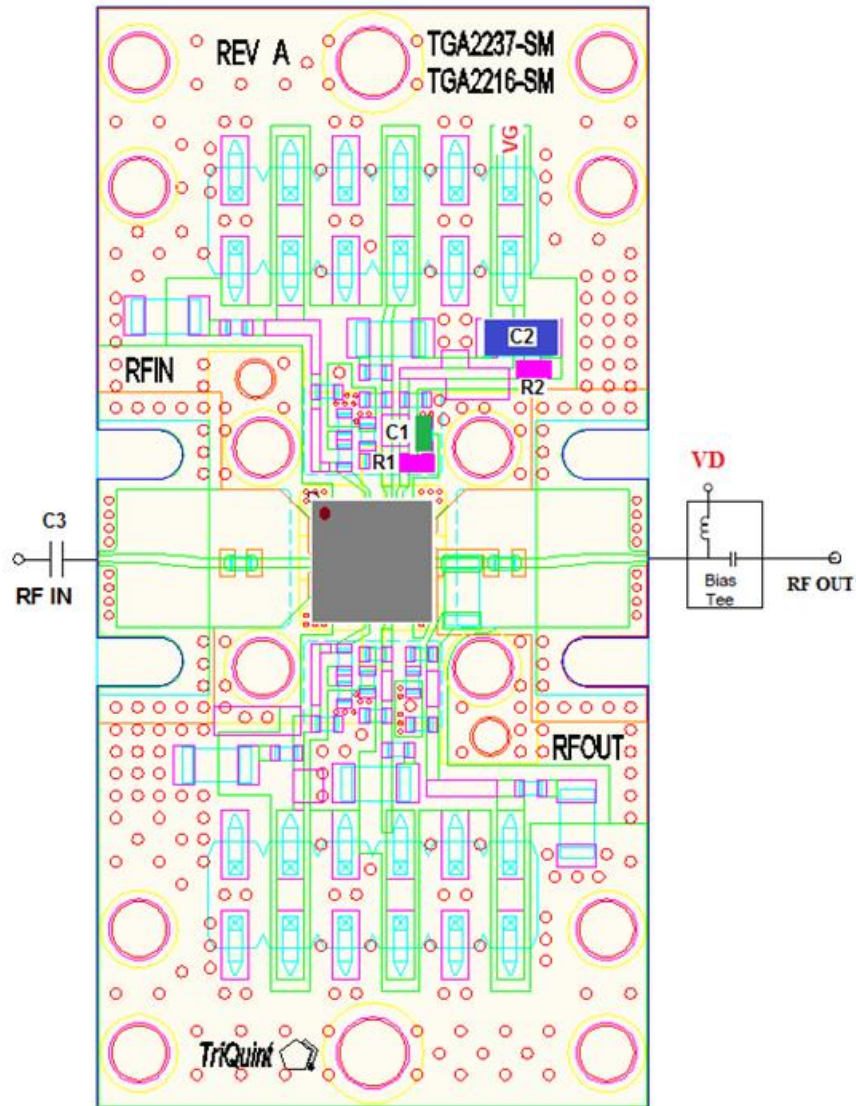 REV A
TGA2237-SM
TGA2216-SM
VG
C2
RFIN
R2
C1
R1
VD
C3
RF IN
Bias
Tee
RF OUT
RFOUT
TriQuint